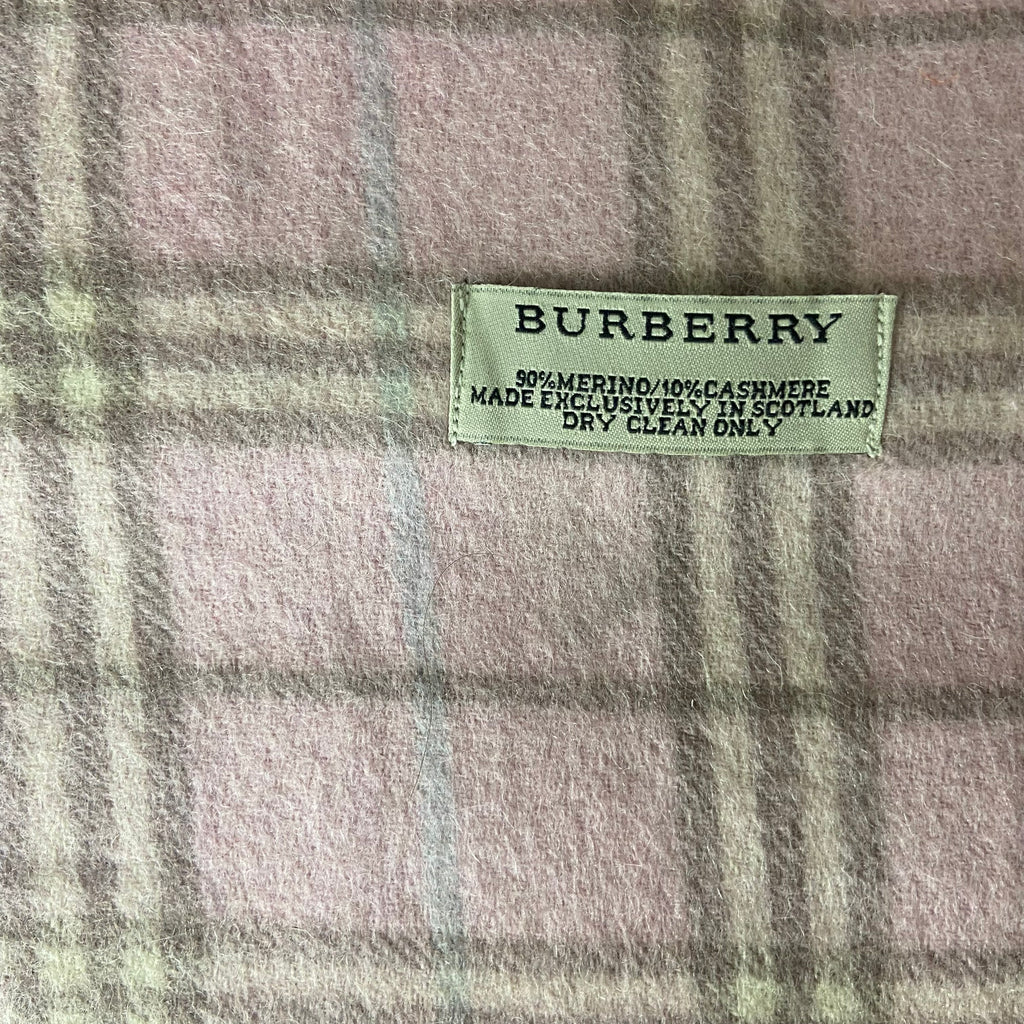 BURBERRY
90%MERINO/10%CASHMERE
MADE EXCLUSIVELY IN SCOTLAND
DRY CLEAN ONLY